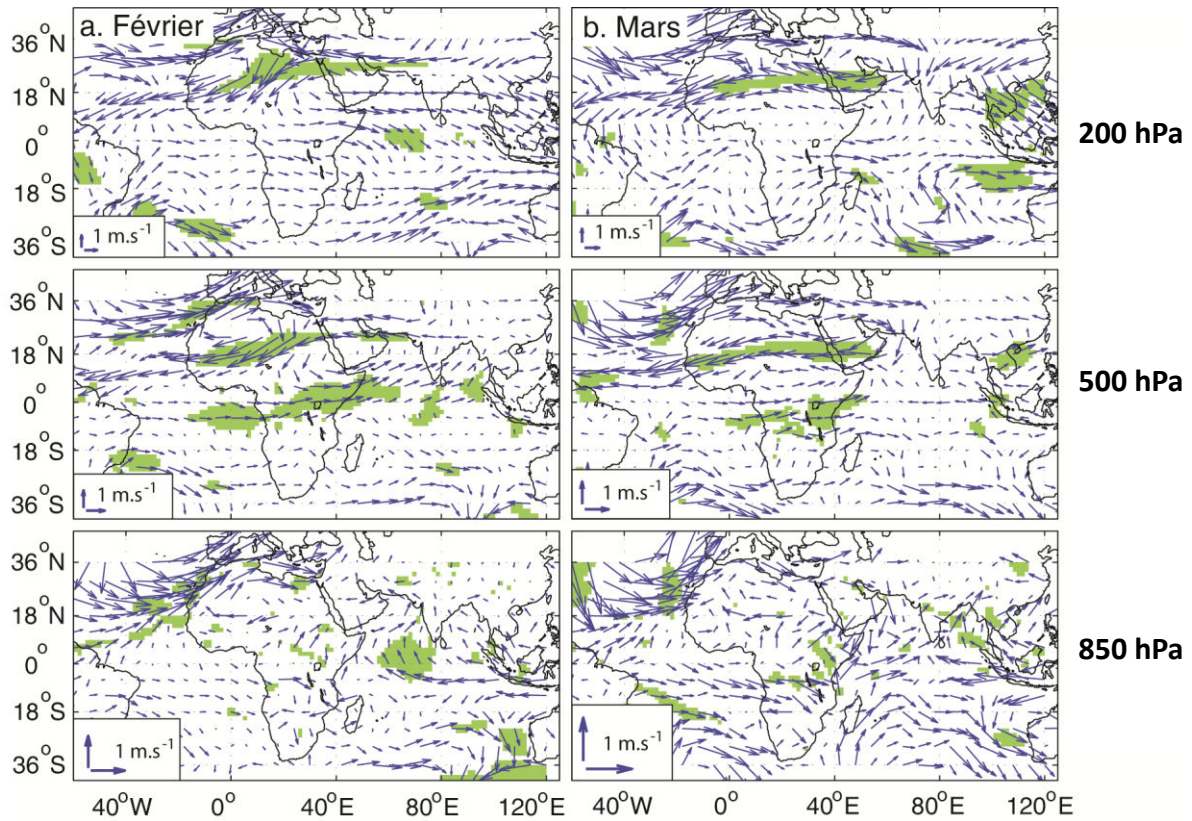 a. Février
b. Mars
36°N
18°N
0°
18°S
36°S
1 m.s⁻¹
1 m.s⁻¹
200 hPa
36°N
18°N
0°
18°S
36°S
1 m.s⁻¹
1 m.s⁻¹
500 hPa
36°N
18°N
0°
18°S
36°S
1 m.s⁻¹
1 m.s⁻¹
850 hPa
40°W 0° 40°E 80°E 120°E 40°W 0° 40°E 80°E 120°E